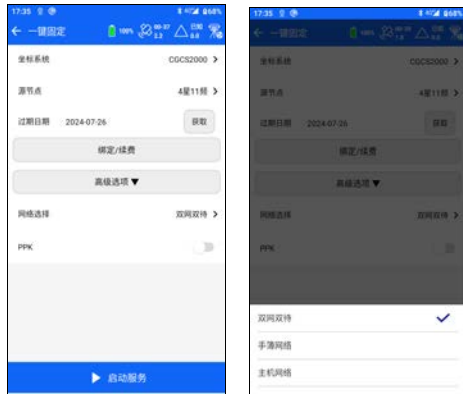 17:35 68%
← 一键固定 100%
坐标系统 CGCS2000 >
源节点 4星11频 >
过期日期 2024-07-26 获取
绑定/续费
高级选项 ▼
网络选择 双网双待 >
PPK
启动服务
17:35 68%
← 一键固定 100%
坐标系统 CGCS2000 >
源节点 4星11频 >
过期日期 2024-07-26 获取
绑定/续费
高级选项 ▼
网络选择 双网双待 >
PPK
双网双待
手簿网络
主机网络